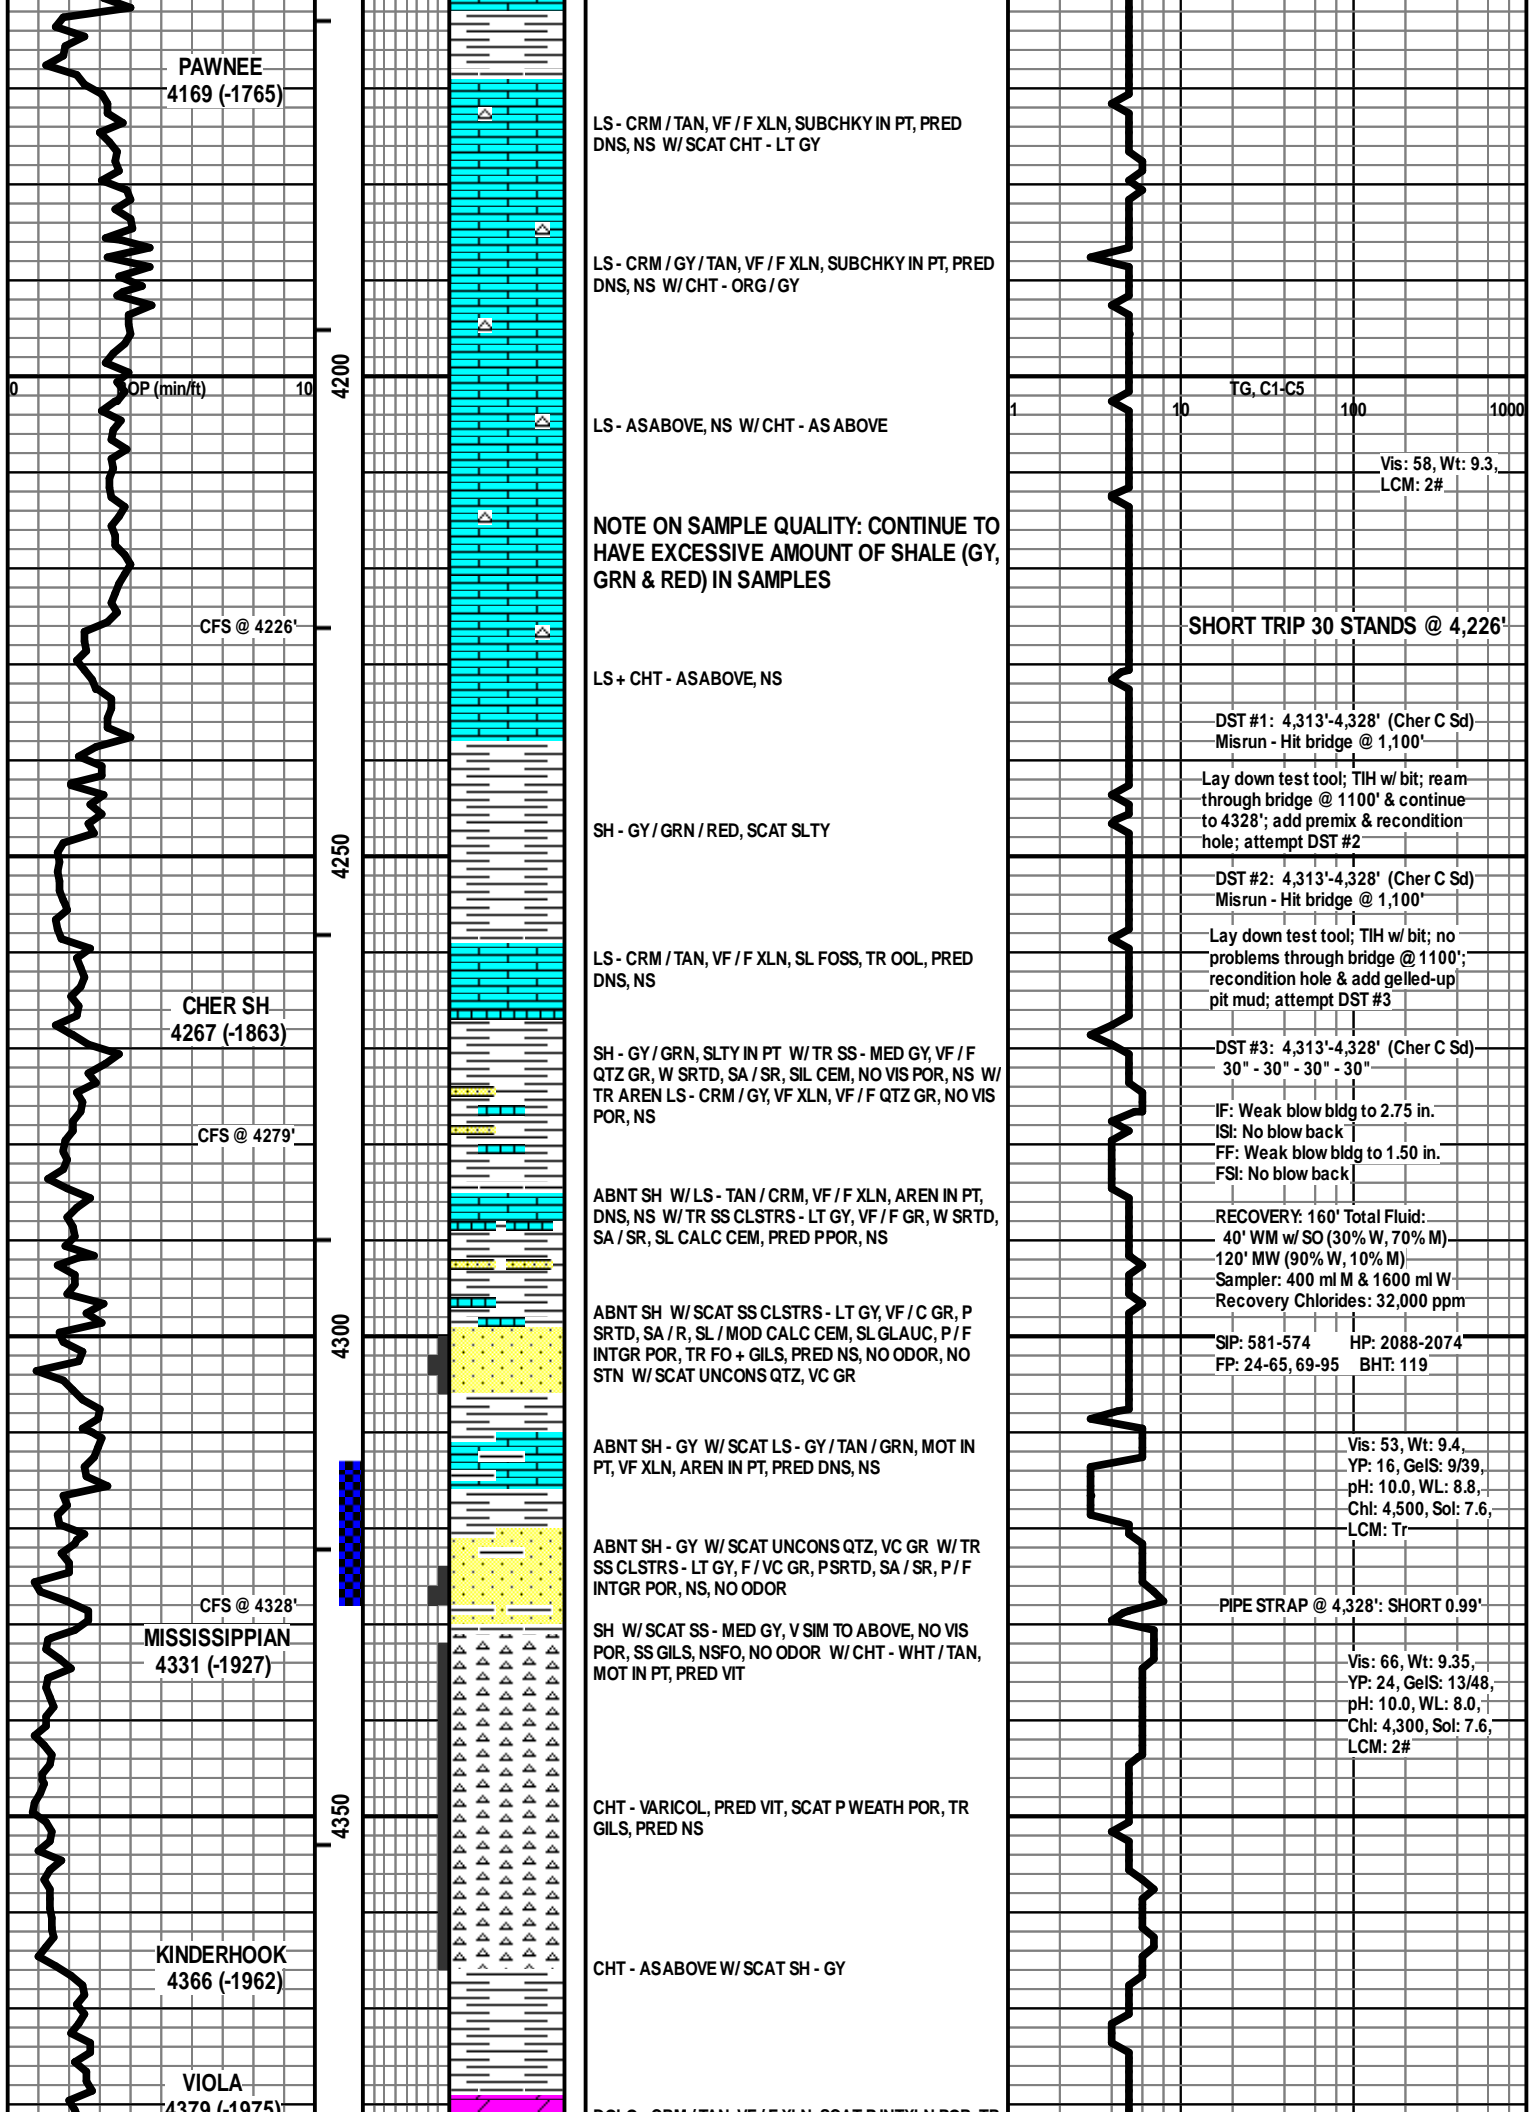 PAWNEE
4169 (-1765)
LS - CRM / TAN, VF / F XLN, SUBCHKY IN PT, PRED
DNS, NS W/ SCAT CHT - LT GY
LS - CRM / GY / TAN, VF / F XLN, SUBCHKY IN PT, PRED
DNS, NS W/ CHT - ORG / GY
0
OP (min/ft)
10
4200
TG, C1-C5
1
10
100
1000
LS - AS ABOVE, NS W/ CHT - AS ABOVE
Vis: 58, Wt: 9.3,
LCM: 2#
NOTE ON SAMPLE QUALITY: CONTINUE TO
HAVE EXCESSIVE AMOUNT OF SHALE (GY,
GRN & RED) IN SAMPLES
CFS @ 4226'
SHORT TRIP 30 STANDS @ 4,226'
LS + CHT - AS ABOVE, NS
DST #1: 4,313'-4,328' (Cher C Sd)
Misrun - Hit bridge @ 1,100'
Lay down test tool; TIH w/ bit; ream
through bridge @ 1100' & continue
to 4328'; add premix & recondition
hole; attempt DST #2
SH - GY / GRN / RED, SCAT SLTY
4250
DST #2: 4,313'-4,328' (Cher C Sd)
Misrun - Hit bridge @ 1,100'
Lay down test tool; TIH w/ bit; no
problems through bridge @ 1100';
recondition hole & add gelled-up
pit mud; attempt DST #3
LS - CRM / TAN, VF / F XLN, SL FOSS, TR OOL, PRED
DNS, NS
CHER SH
4267 (-1863)
SH - GY / GRN, SLTY IN PT W/ TR SS - MED GY, VF / F
QTZ GR, W SRTD, SA / SR, SIL CEM, NO VIS POR, NS W/
TR AREN LS - CRM / GY, VF XLN, VF / F QTZ GR, NO VIS
POR, NS
DST #3: 4,313'-4,328' (Cher C Sd)
30" - 30" - 30" - 30"
IF: Weak blow bldg to 2.75 in.
ISI: No blow back
FF: Weak blow bldg to 1.50 in.
FSI: No blow back
CFS @ 4279'
ABNT SH W/ LS - TAN / CRM, VF / F XLN, AREN IN PT,
DNS, NS W/ TR SS CLSTRS - LT GY, VF / F GR, W SRTD,
SA / SR, SL CALC CEM, PRED P POR, NS
RECOVERY: 160' Total Fluid:
40' WM w/ SO (30% W, 70% M)
120' MW (90% W, 10% M)
Sampler: 400 ml M & 1600 ml W
Recovery Chlorides: 32,000 ppm
ABNT SH W/ SCAT SS CLSTRS - LT GY, VF / C GR, P
SRTD, SA / R, SL / MOD CALC CEM, SL GLAUC, P / F
INTGR POR, TR FO + GILS, PRED NS, NO ODOR, NO
STN W/ SCAT UNCONS QTZ, VC GR
4300
SIP: 581-574 HP: 2088-2074
FP: 24-65, 69-95 BHT: 119
ABNT SH - GY W/ SCAT LS - GY / TAN / GRN, MOT IN
PT, VF XLN, AREN IN PT, PRED DNS, NS
Vis: 53, Wt: 9.4,
YP: 16, GelS: 9/39,
pH: 10.0, WL: 8.8,
Chl: 4,500, Sol: 7.6,
LCM: Tr
ABNT SH - GY W/ SCAT UNCONS QTZ, VC GR W/ TR
SS CLSTRS - LT GY, F / VC GR, P SRTD, SA / SR, P / F
INTGR POR, NS, NO ODOR
CFS @ 4328'
PIPE STRAP @ 4,328': SHORT 0.99'
MISSISSIPPIAN
4331 (-1927)
SH W/ SCAT SS - MED GY, V SIM TO ABOVE, NO VIS
POR, SS GILS, NSFO, NO ODOR W/ CHT - WHT / TAN,
MOT IN PT, PRED VIT
Vis: 66, Wt: 9.35,
YP: 24, GelS: 13/48,
pH: 10.0, WL: 8.0,
Chl: 4,300, Sol: 7.6,
LCM: 2#
4350
CHT - VARICOL, PRED VIT, SCAT P WEATH POR, TR
GILS, PRED NS
KINDERHOOK
4366 (-1962)
CHT - AS ABOVE W/ SCAT SH - GY
VIOLA
4379 (-1975)